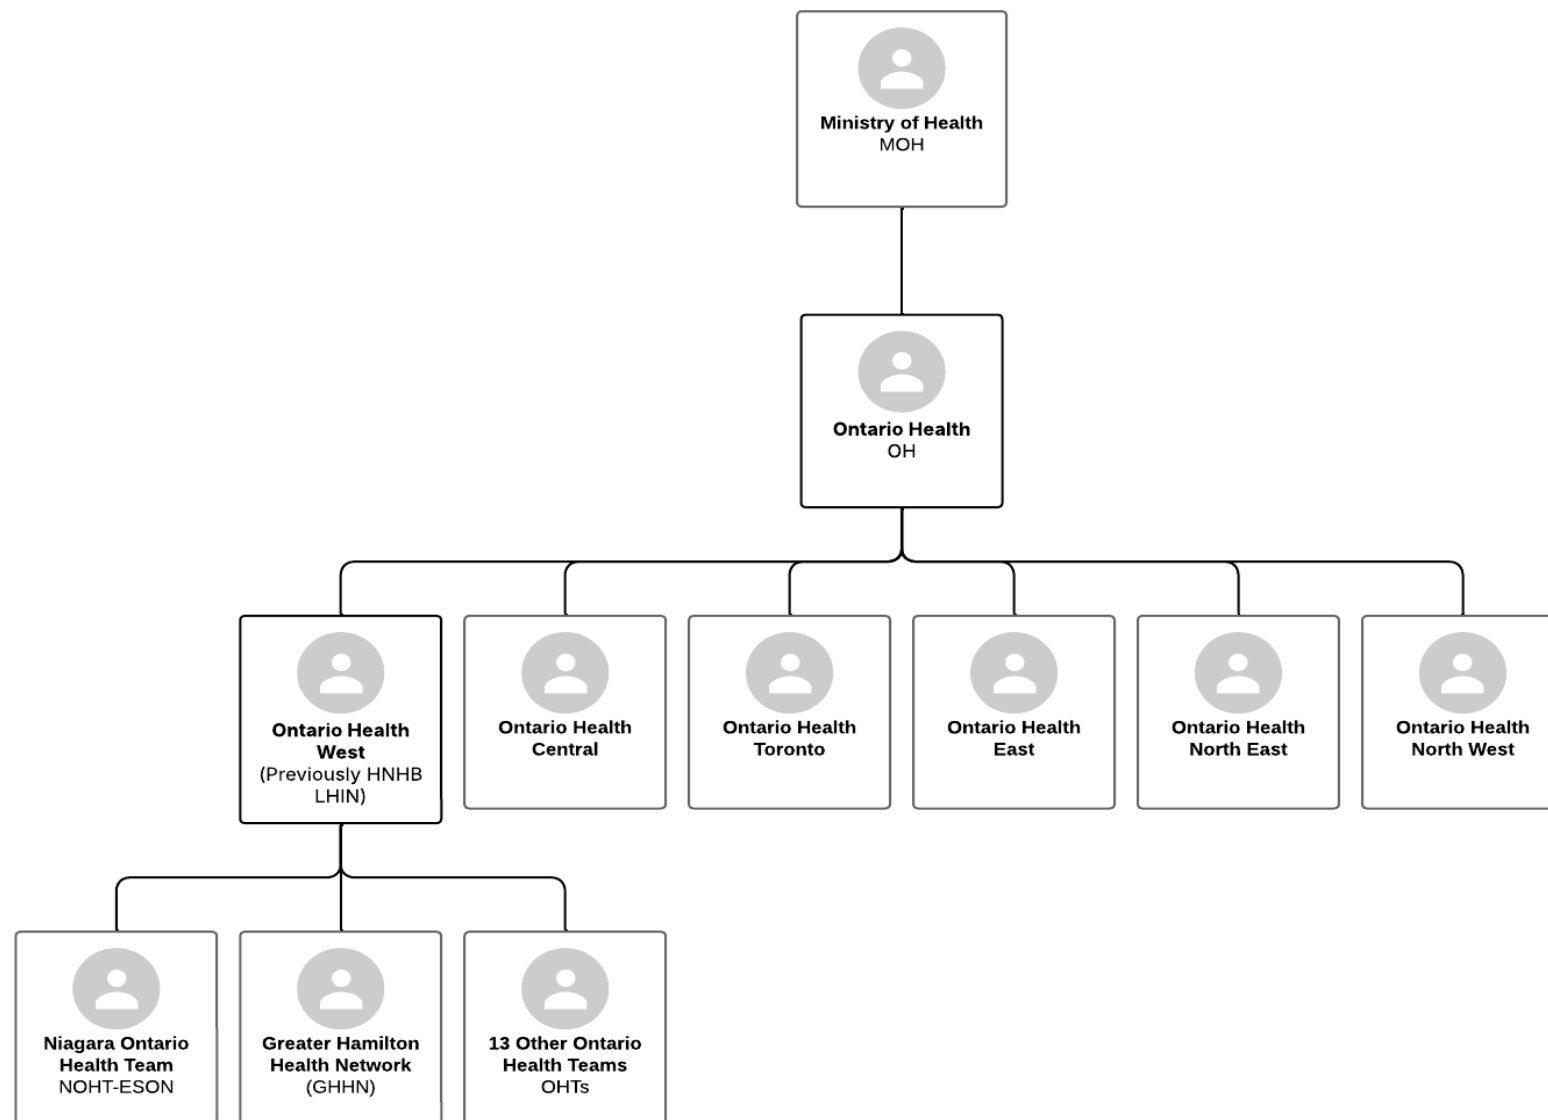 Ministry of Health
MOH
Ontario Health
OH
Ontario Health
West
(Previously HNHB
LHIN)
Ontario Health
Central
Ontario Health
Toronto
Ontario Health
East
Ontario Health
North East
Ontario Health
North West
Niagara Ontario
Health Team
NOHT-ESON
Greater Hamilton
Health Network
(GHHN)
13 Other Ontario
Health Teams
OHTs